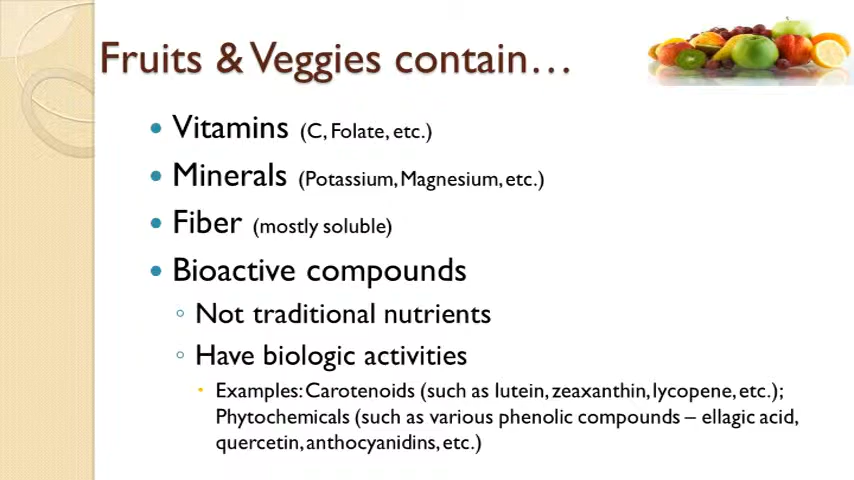 Fruits & Veggies contain…
Vitamins (C, Folate, etc.)
Minerals (Potassium, Magnesium, etc.)
Fiber (mostly soluble)
Bioactive compounds
Not traditional nutrients
Have biologic activities
Examples: Carotenoids (such as lutein, zeaxanthin, lycopene, etc.);
Phytochemicals (such as various phenolic compounds – ellagic acid,
quercetin, anthocyanidins, etc.)